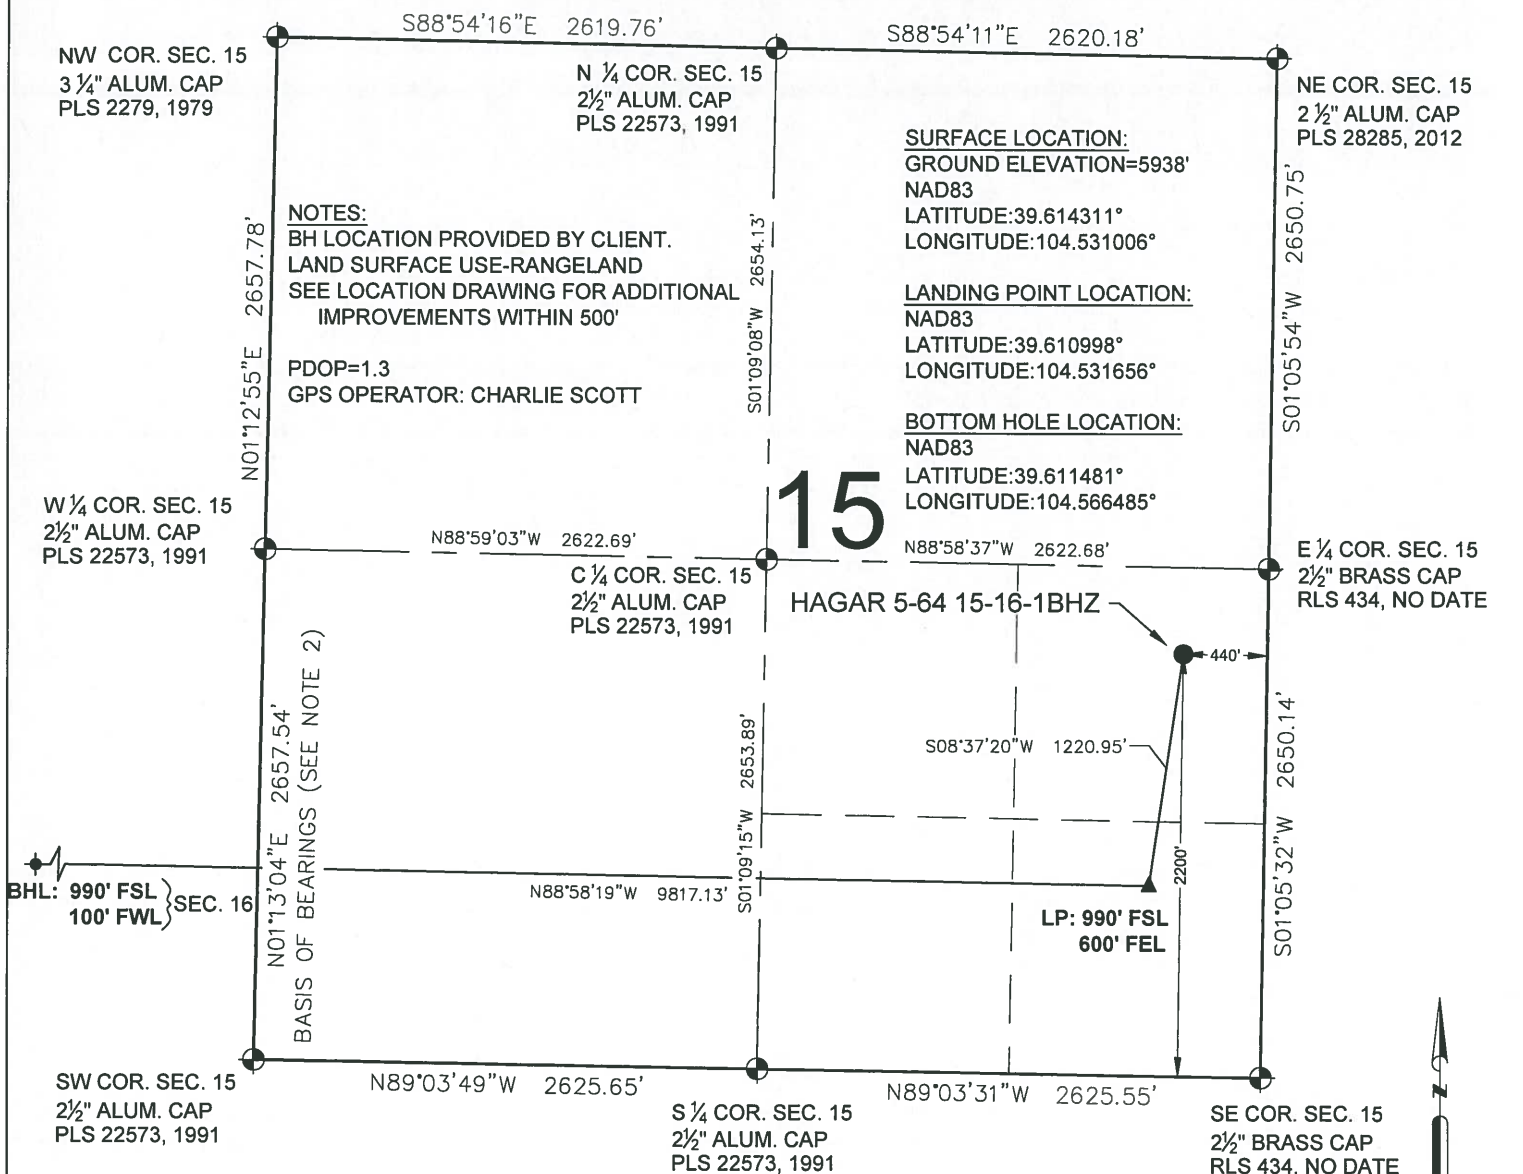 S88°54'16"E 2619.76'
S88°54'11"E 2620.18'
NW COR. SEC. 15
3 ¼" ALUM. CAP
PLS 2279, 1979
N ¼ COR. SEC. 15
2½" ALUM. CAP
PLS 22573, 1991
NE COR. SEC. 15
2 ½" ALUM. CAP
PLS 28285, 2012
SURFACE LOCATION:
GROUND ELEVATION=5938'
NAD83
LATITUDE:39.614311°
LONGITUDE:104.531006°
NOTES:
BH LOCATION PROVIDED BY CLIENT.
LAND SURFACE USE-RANGELAND
SEE LOCATION DRAWING FOR ADDITIONAL
IMPROVEMENTS WITHIN 500'
PDOP=1.3
GPS OPERATOR: CHARLIE SCOTT
N01°12'55"E 2657.78'
S01°09'08"W 2654.13'
S01°05'54"W 2650.75'
LANDING POINT LOCATION:
NAD83
LATITUDE:39.610998°
LONGITUDE:104.531656°
BOTTOM HOLE LOCATION:
NAD83
LATITUDE:39.611481°
LONGITUDE:104.566485°
15
W ¼ COR. SEC. 15
2½" ALUM. CAP
PLS 22573, 1991
N88°59'03"W 2622.69'
N88°58'37"W 2622.68'
C ¼ COR. SEC. 15
2½" ALUM. CAP
PLS 22573, 1991
E ¼ COR. SEC. 15
2½" BRASS CAP
RLS 434, NO DATE
HAGAR 5-64 15-16-1BHZ
440'
S08°37'20"W 1220.95'
2200'
N01°13'04"E 2657.54'
BASIS OF BEARINGS (SEE NOTE 2)
S01°09'15"W 2653.89'
S01°05'32"W 2650.14'
BHL: 990' FSL
100' FWL
SEC. 16
N88°58'19"W 9817.13'
LP: 990' FSL
600' FEL
N89°03'49"W 2625.65'
N89°03'31"W 2625.55'
SW COR. SEC. 15
2½" ALUM. CAP
PLS 22573, 1991
S ¼ COR. SEC. 15
2½" ALUM. CAP
PLS 22573, 1991
SE COR. SEC. 15
2½" BRASS CAP
RLS 434, NO DATE
N